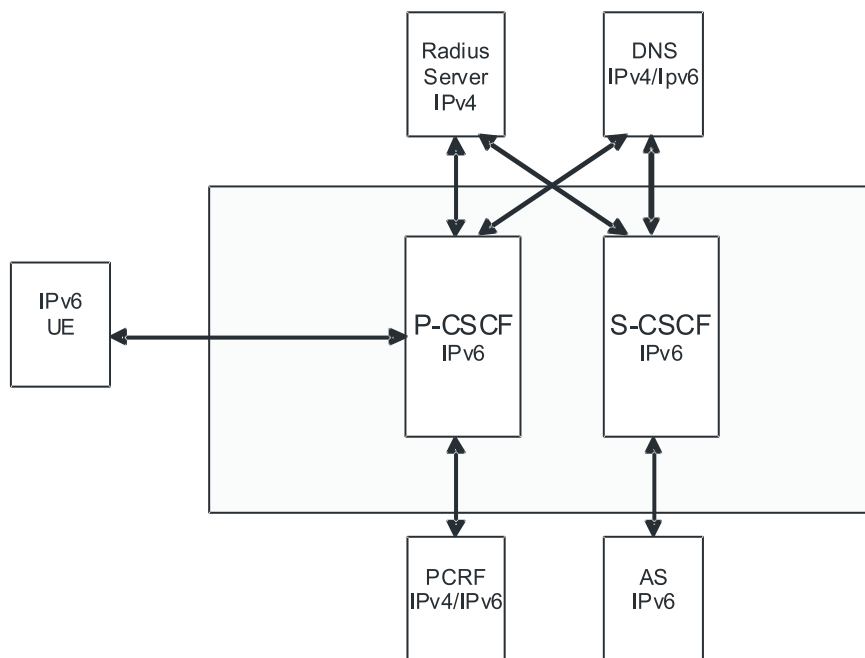 Radius
Server
IPv4
DNS
IPv4/Ipv6
IPv6
UE
P-CSCF
IPv6
S-CSCF
IPv6
PCRF
IPv4/IPv6
AS
IPv6